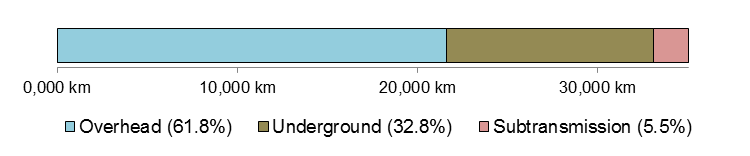 0,000 km 10,000 km 20,000 km 30,000 km
Overhead (61.8%) Underground (32.8%) Subtransmission (5.5%)